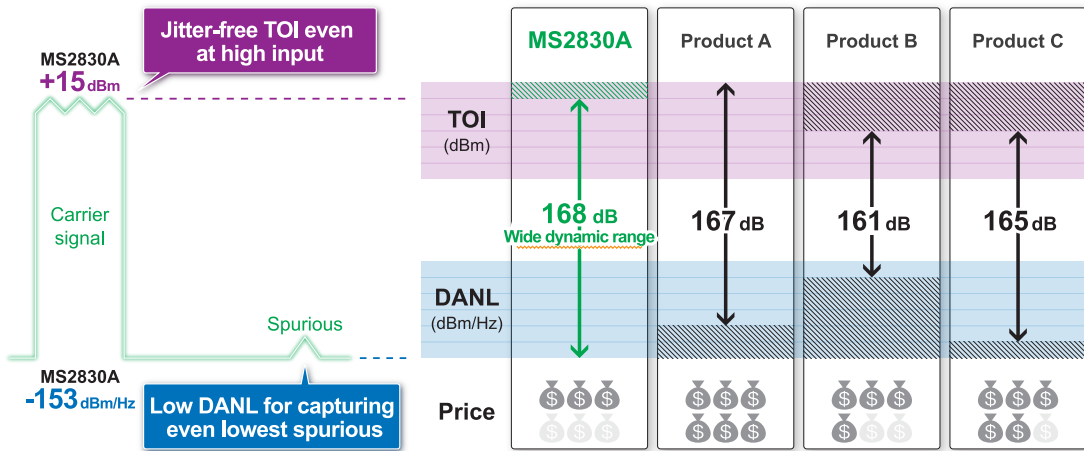 Jitter-free TOI even
at high input
MS2830A
+15 dBm
Carrier
signal
Spurious
MS2830A
-153 dBm/Hz
Low DANL for capturing
even lowest spurious
MS2830A
Product A
Product B
Product C
TOI
(dBm)
168 dB
Wide dynamic range
167 dB
161 dB
165 dB
DANL
(dBm/Hz)
Price
$ $ $ $ $ $ $ $ $ $ $ $
$ $ $ $ $ $ $ $ $ $ $ $